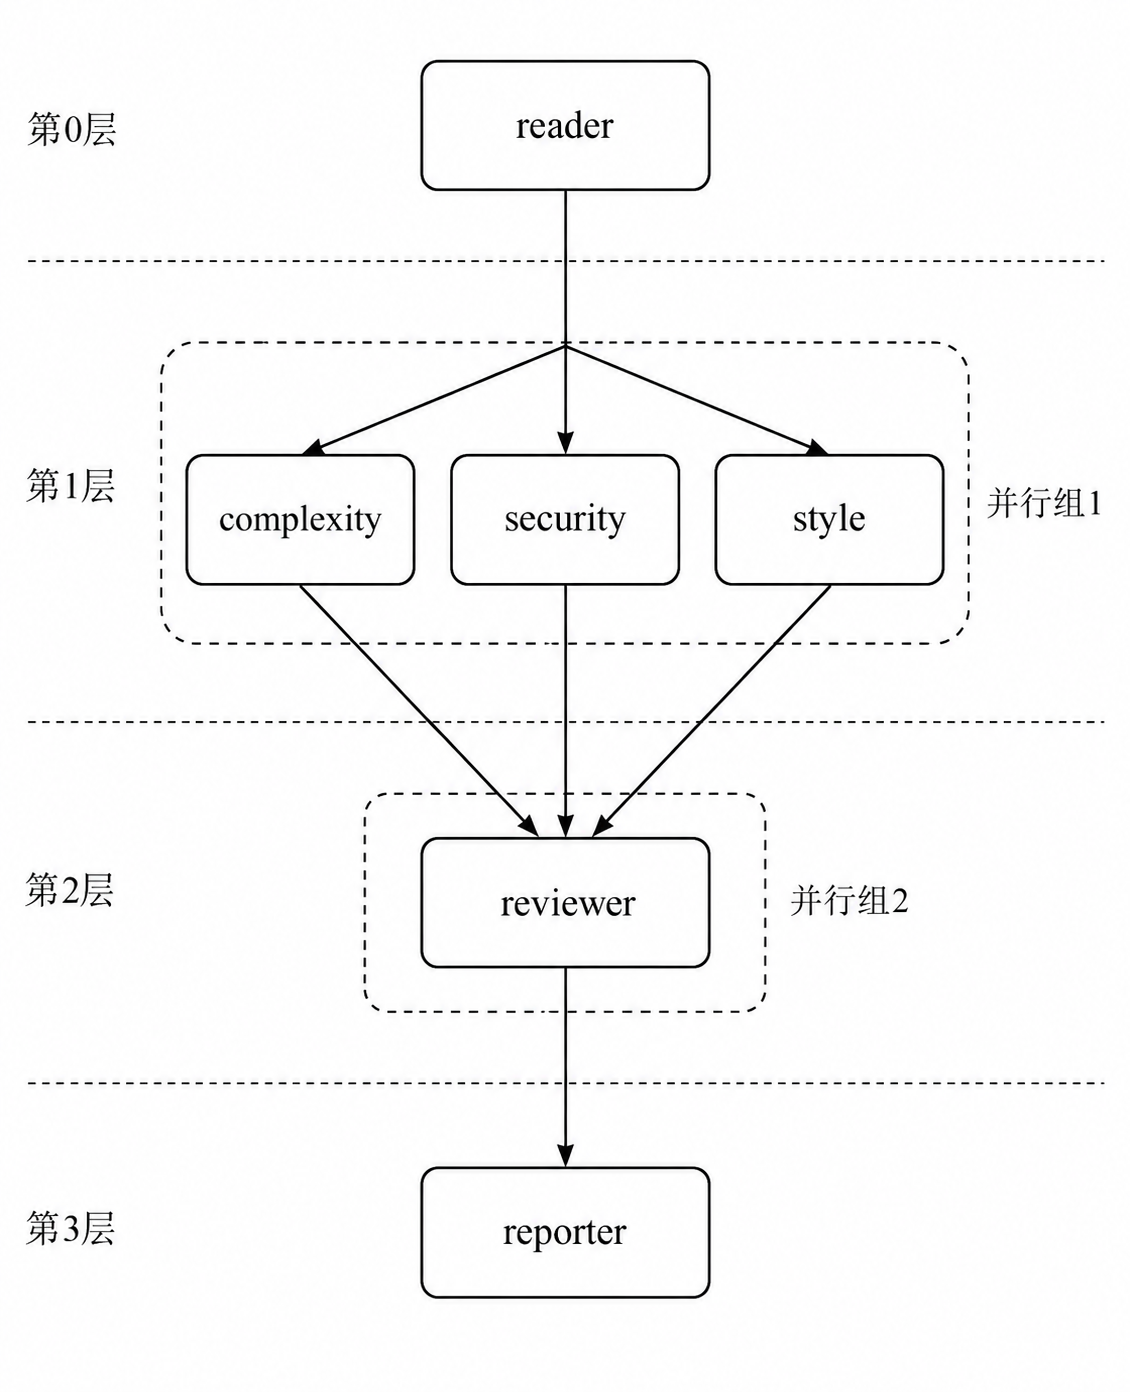 第0层
reader
第1层
complexity
security
style
并行组1
第2层
reviewer
并行组2
第3层
reporter